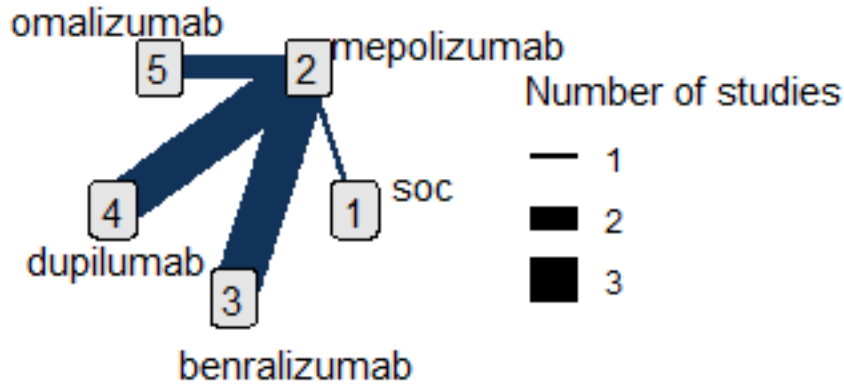 omalizumab
5
2
mepolizumab
Number of studies
1
2
3
4
1
soc
dupilumab
3
benralizumab